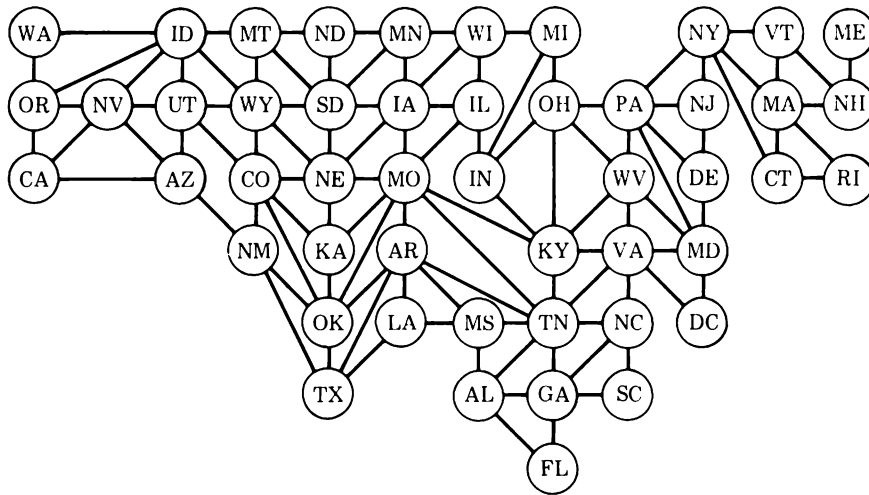 WA ID MT ND MN WI MI NY VT ME
OR NV UT WY SD IA IL OH PA NJ MA NH
CA AZ CO NE MO IN WV DE CT RI
NM KA AR KY VA MD
OK LA MS TN NC DC
TX AL GA SC
FL